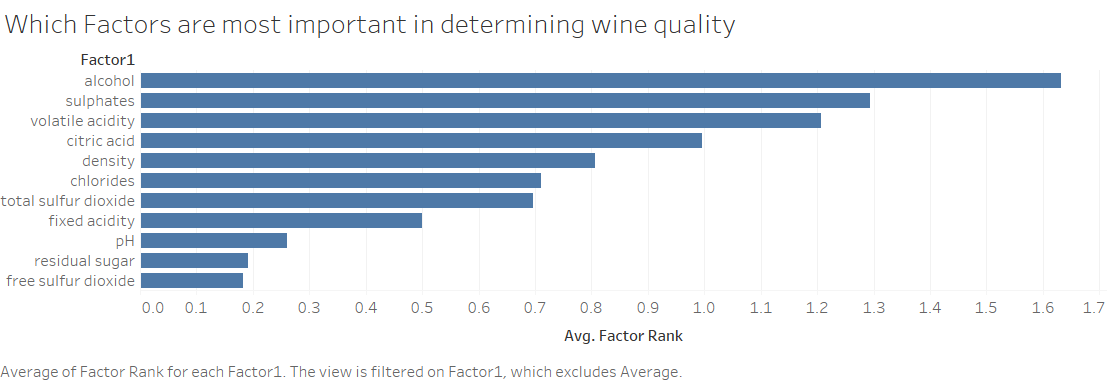 Which Factors are most important in determining wine quality
Factor1
alcohol
sulphates
volatile acidity
citric acid
density
chlorides
total sulfur dioxide
fixed acidity
pH
residual sugar
free sulfur dioxide
0.0 0.1 0.2 0.3 0.4 0.5 0.6 0.7 0.8 0.9 1.0 1.1 1.2 1.3 1.4 1.5 1.6 1.7
Avg. Factor Rank
Average of Factor Rank for each Factor1. The view is filtered on Factor1, which excludes Average.